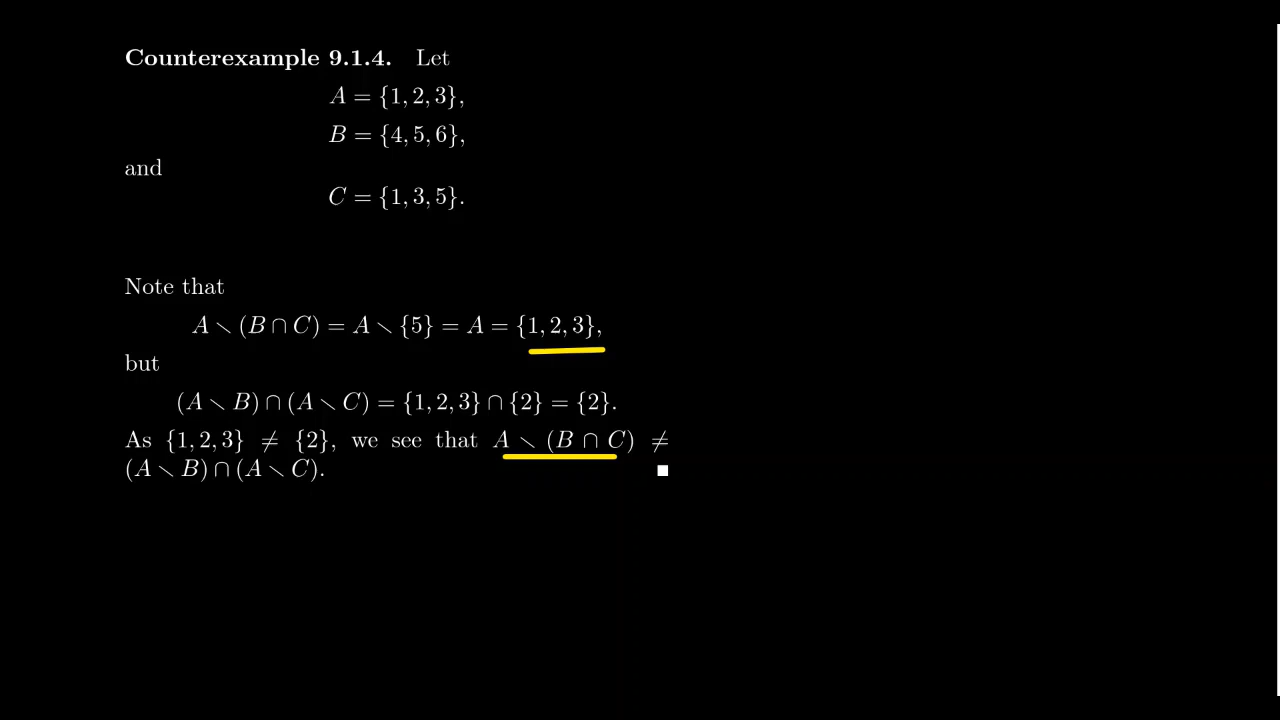 Counterexample 9.1.4. Let
A = {1, 2, 3},
B = {4, 5, 6},
and
C = {1, 3, 5}.
Note that
A ∖ (B ∩ C) = A ∖ {5} = A = {1, 2, 3},
but
(A ∖ B) ∩ (A ∖ C) = {1, 2, 3} ∩ {2} = {2}.
As {1, 2, 3} ≠ {2}, we see that A ∖ (B ∩ C) ≠
(A ∖ B) ∩ (A ∖ C). ■